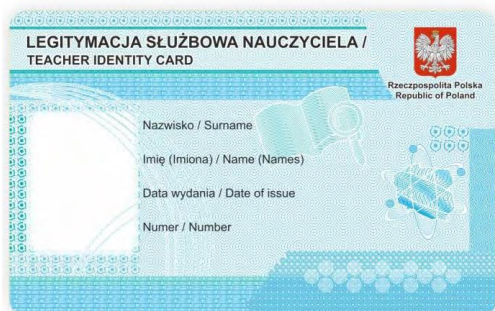 LEGITYMACJA SŁUŻBOWA NAUCZYCIELA /
TEACHER IDENTITY CARD
Rzeczpospolita Polska
Republic of Poland
Nazwisko / Surname
Imię (Imiona) / Name (Names)
Data wydania / Date of issue
Numer / Number